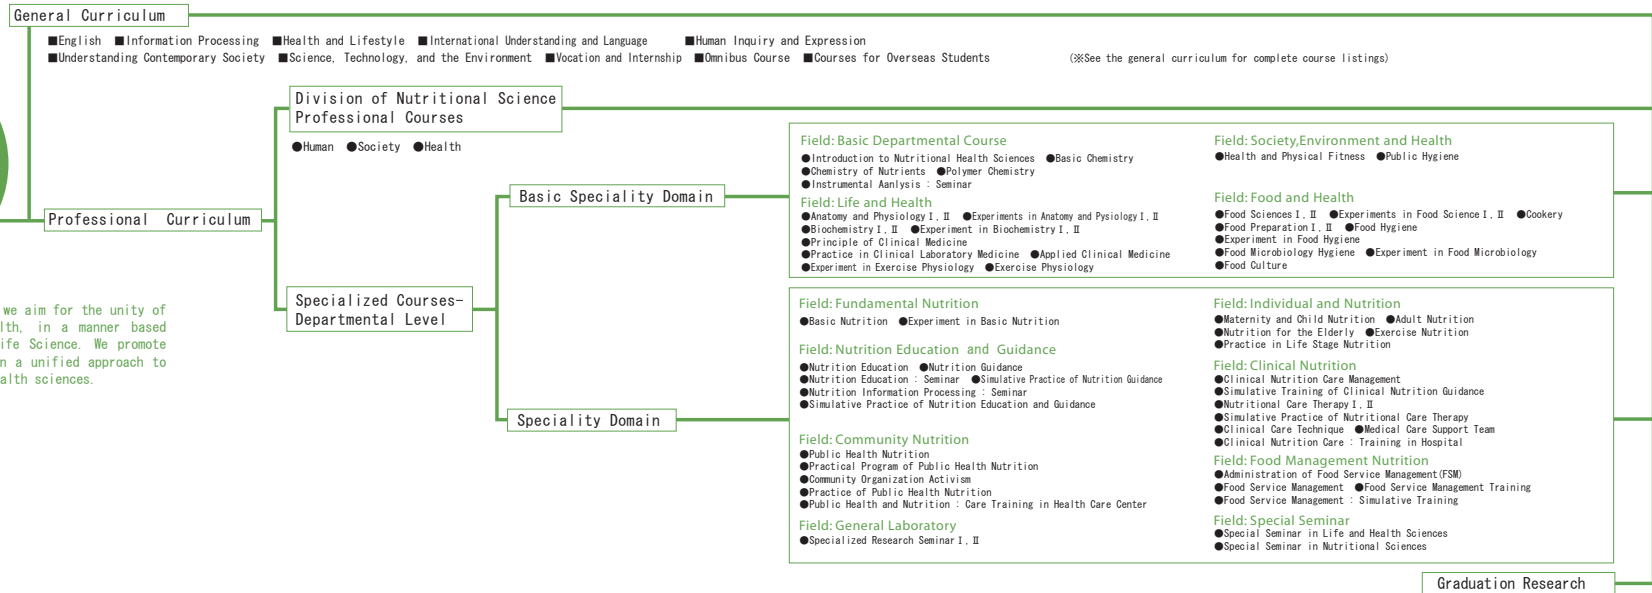 General Curriculum
■English ■Information Processing ■Health and Lifestyle ■International Understanding and Language ■Human Inquiry and Expression
■Understanding Contemporary Society ■Science, Technology, and the Environment ■Vocation and Internship ■Omnibus Course ■Courses for Overseas Students (※See the general curriculum for complete course listings)
Division of Nutritional Science
Professional Courses
●Human ●Society ●Health
Professional Curriculum
Specialized Courses–
Departmental Level
we aim for the unity of
lth, in a manner based
ife Science. We promote
n a unified approach to
alth sciences.
Basic Speciality Domain
Field: Basic Departmental Course
●Introduction to Nutritional Health Sciences ●Basic Chemistry
●Chemistry of Nutrients ●Polymer Chemistry
●Instrumental Aanlysis : Seminar
Field: Life and Health
●Anatomy and Physiology I, II ●Experiments in Anatomy and Pysiology I, II
●Biochemistry I, II ●Experiment in Biochemistry I, II
●Principle of Clinical Medicine
●Practice in Clinical Laboratory Medicine ●Applied Clinical Medicine
●Experiment in Exercise Physiology ●Exercise Physiology
Field: Society,Environment and Health
●Health and Physical Fitness ●Public Hygiene
Field: Food and Health
●Food Sciences I, II ●Experiments in Food Science I, II ●Cookery
●Food Preparation I, II ●Food Hygiene
●Experiment in Food Hygiene
●Food Microbiology Hygiene ●Experiment in Food Microbiology
●Food Culture
Speciality Domain
Field: Fundamental Nutrition
●Basic Nutrition ●Experiment in Basic Nutrition
Field: Nutrition Education and Guidance
●Nutrition Education ●Nutrition Guidance
●Nutrition Education : Seminar ●Simulative Practice of Nutrition Guidance
●Nutrition Information Processing : Seminar
●Simulative Practice of Nutrition Education and Guidance
Field: Community Nutrition
●Public Health Nutrition
●Practical Program of Public Health Nutrition
●Community Organization Activism
●Practice of Public Health Nutrition
●Public Health and Nutrition : Care Training in Health Care Center
Field: General Laboratory
●Specialized Research Seminar I, II
Field: Individual and Nutrition
●Maternity and Child Nutrition ●Adult Nutrition
●Nutrition for the Elderly ●Exercise Nutrition
●Practice in Life Stage Nutrition
Field: Clinical Nutrition
●Clinical Nutrition Care Management
●Simulative Training of Clinical Nutrition Guidance
●Nutritional Care Therapy I, II
●Simulative Practice of Nutritional Care Therapy
●Clinical Care Technique ●Medical Care Support Team
●Clinical Nutrition Care : Training in Hospital
Field: Food Management Nutrition
●Administration of Food Service Management(FSM)
●Food Service Management ●Food Service Management Training
●Food Service Management : Simulative Training
Field: Special Seminar
●Special Seminar in Life and Health Sciences
●Special Seminar in Nutritional Sciences
Graduation Research